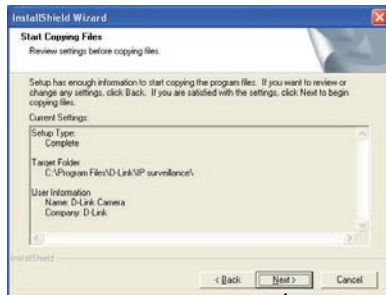 InstallShield Wizard
Start Copying Files
Review settings before copying files.
Setup has enough information to start copying the program files. If you want to review or
change any settings, click Back. If you are satisfied with the settings, click Next to begin
copying files.
Current Settings:
Setup Type:
Complete
Target Folder
C:\Program Files\D-Link\IP surveillance\
User Information
Name: D-Link Camera
Company: D-Link
InstallShield
< Back
Next >
Cancel